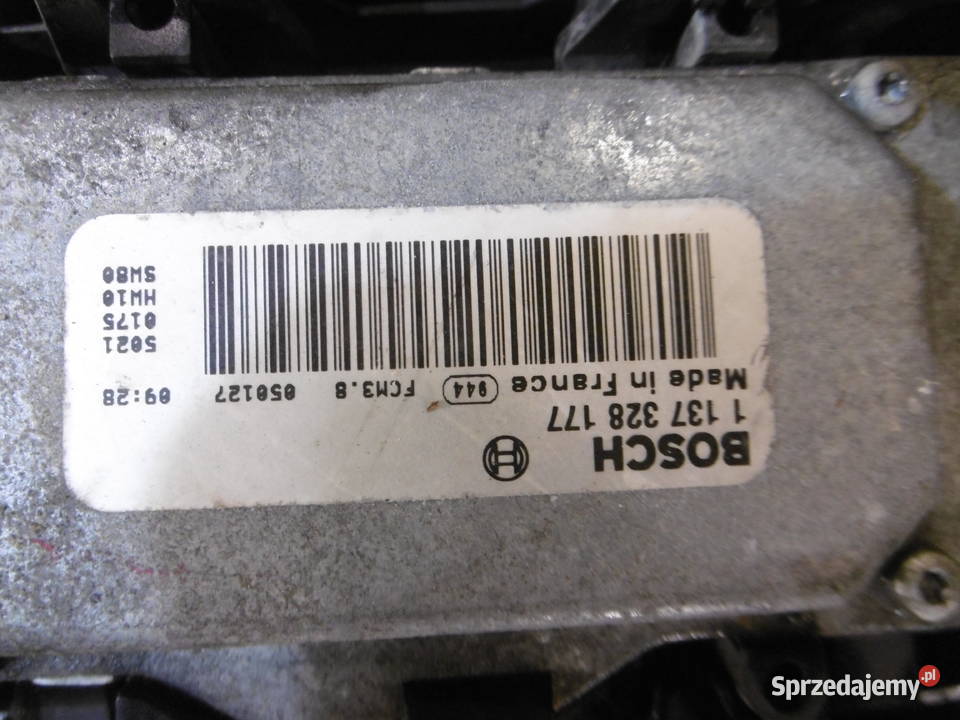 BOSCH
1 137 328 177
Made in France 944 FCM3.8 050127 09:28
5021
0175
HW10
SW80
Sprzedajemy.pl